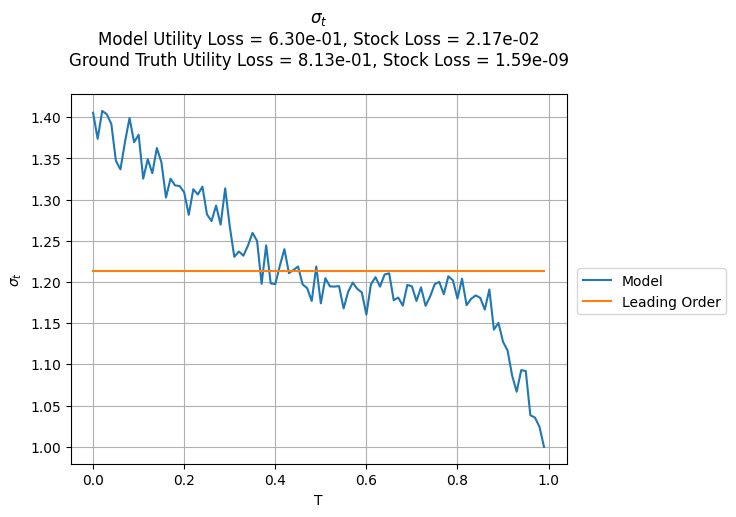 σt
Model Utility Loss = 6.30e-01, Stock Loss = 2.17e-02
Ground Truth Utility Loss = 8.13e-01, Stock Loss = 1.59e-09
1.40
1.35
1.30
1.25
1.20
1.15
1.10
1.05
1.00
σt
0.0 0.2 0.4 0.6 0.8 1.0
T
Model
Leading Order